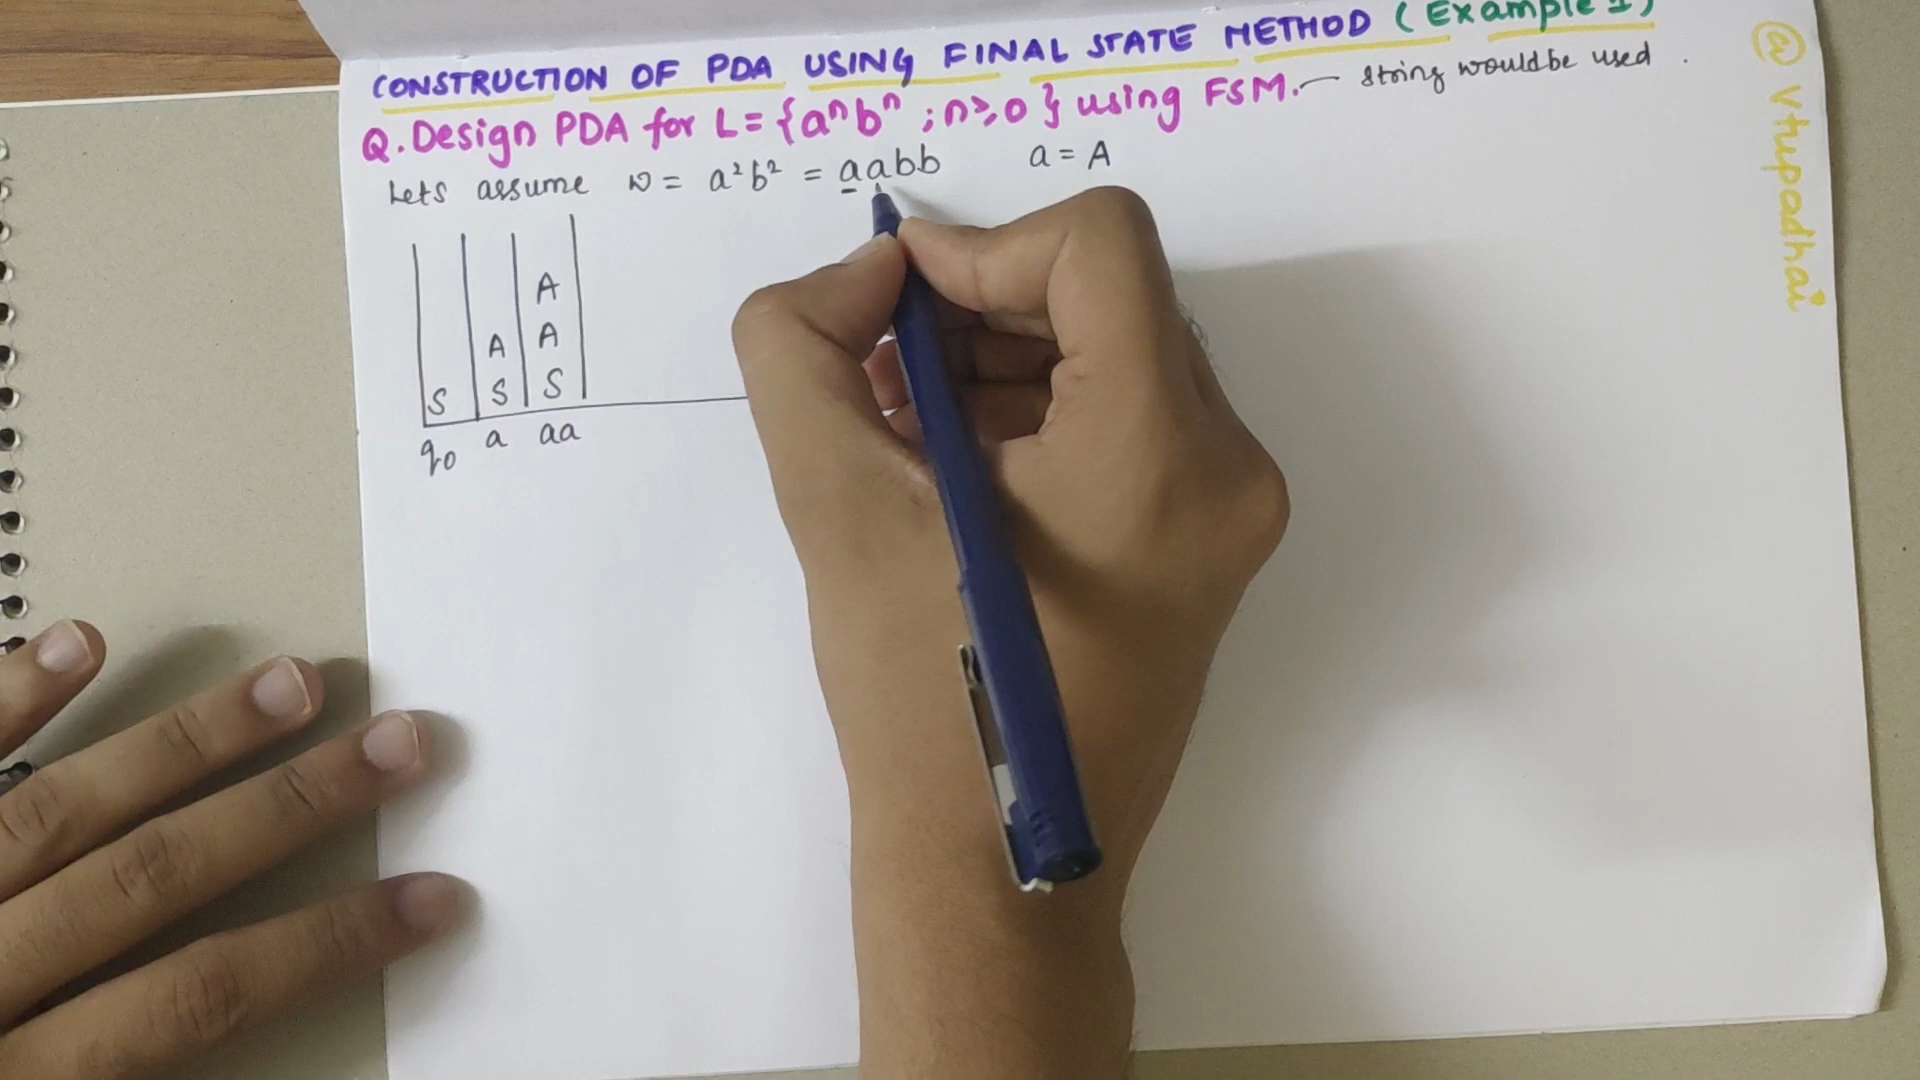 CONSTRUCTION OF PDA USING FINAL STATE METHOD (Example 1)
Q. Design PDA for L = {aⁿbⁿ ; n ≥ 0} using FSM. — string would be used.
Lets assume w = a²b² = aabb a = A
A
A A
S S S
q0 a aa
@Vtupadhai